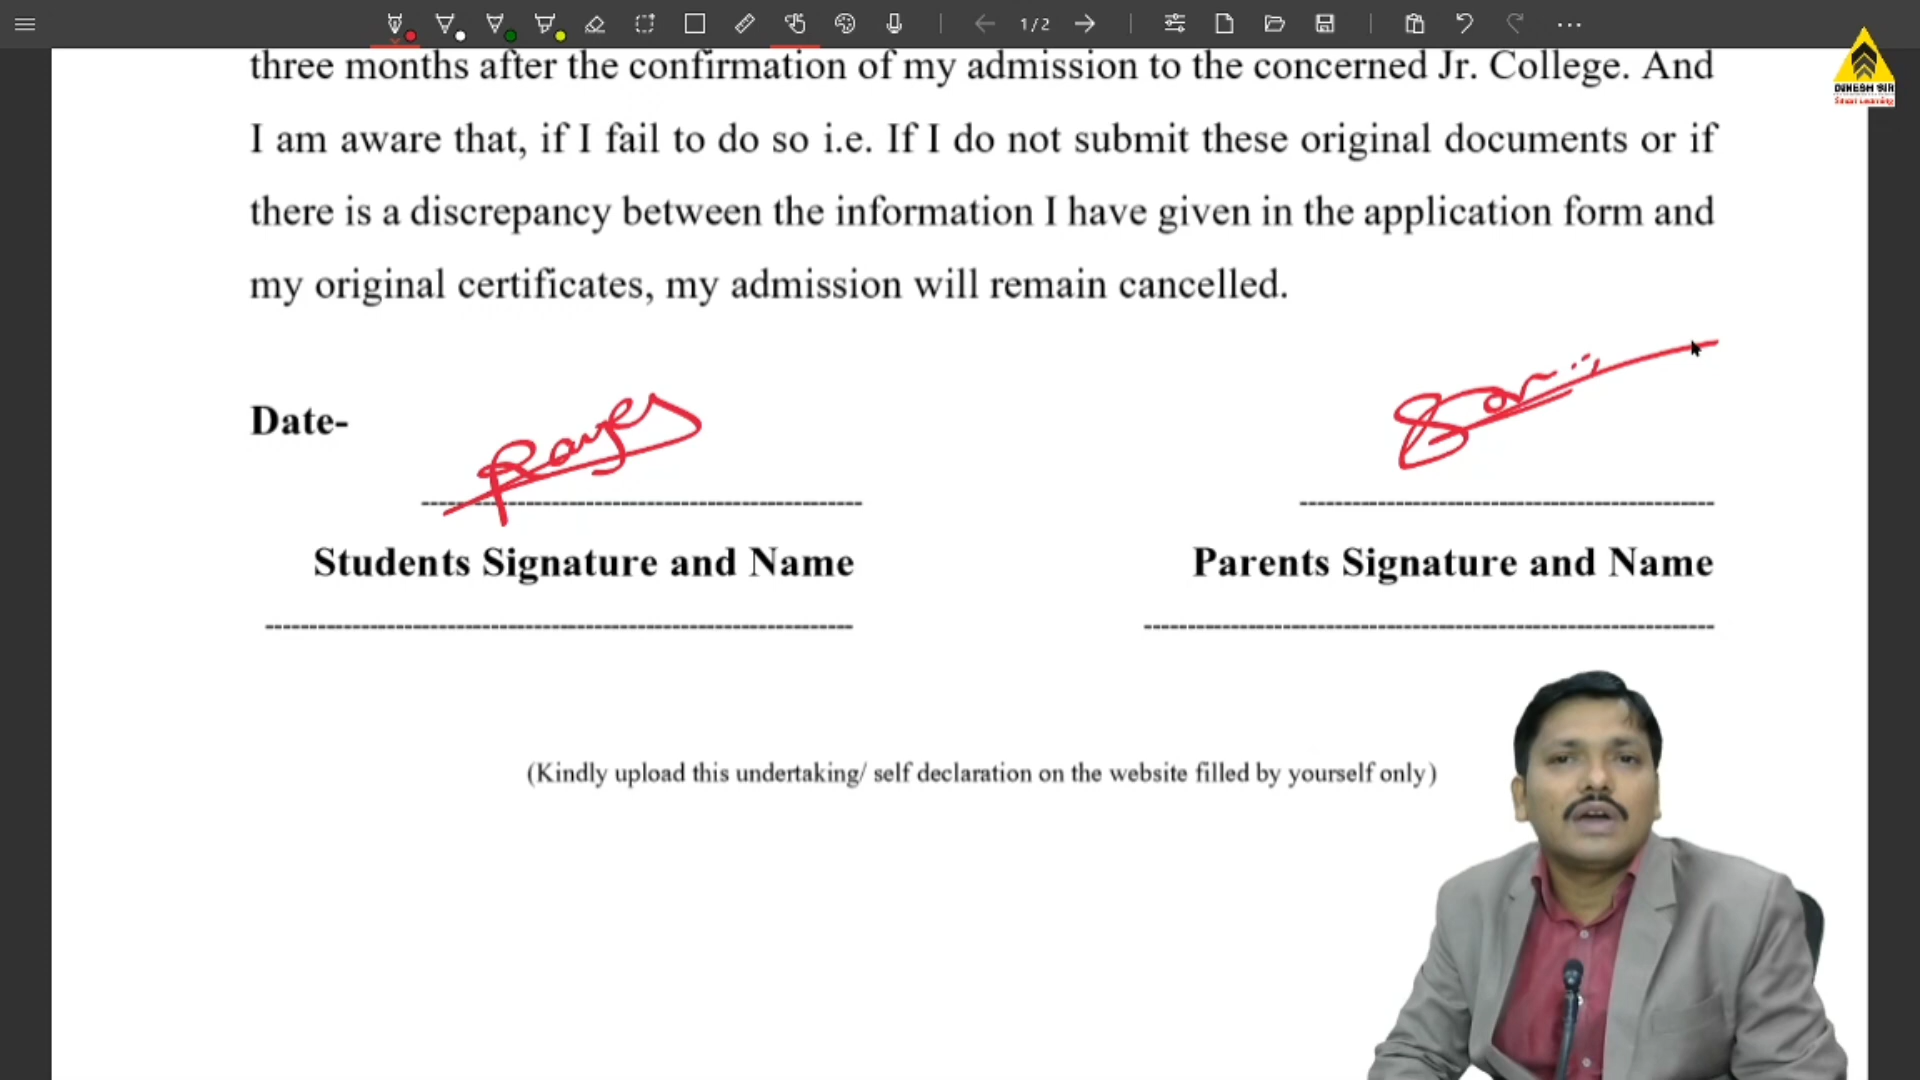 1/2
DINESH SIR
Smart Learning
three months after the confirmation of my admission to the concerned Jr. College. And
I am aware that, if I fail to do so i.e. If I do not submit these original documents or if
there is a discrepancy between the information I have given in the application form and
my original certificates, my admission will remain cancelled.
Date-
Students Signature and Name
Parents Signature and Name
(Kindly upload this undertaking/ self declaration on the website filled by yourself only)